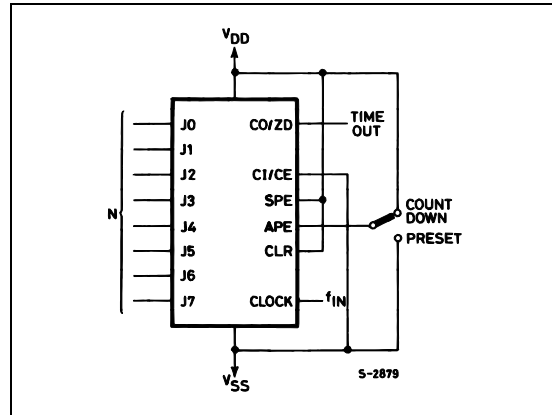 VDD
J0 CO/ZD TIME OUT
J1
J2 CI/CE
J3 SPE COUNT DOWN
N J4 APE
PRESET
J5 CLR
J6
J7 CLOCK fIN
VSS
S-2879